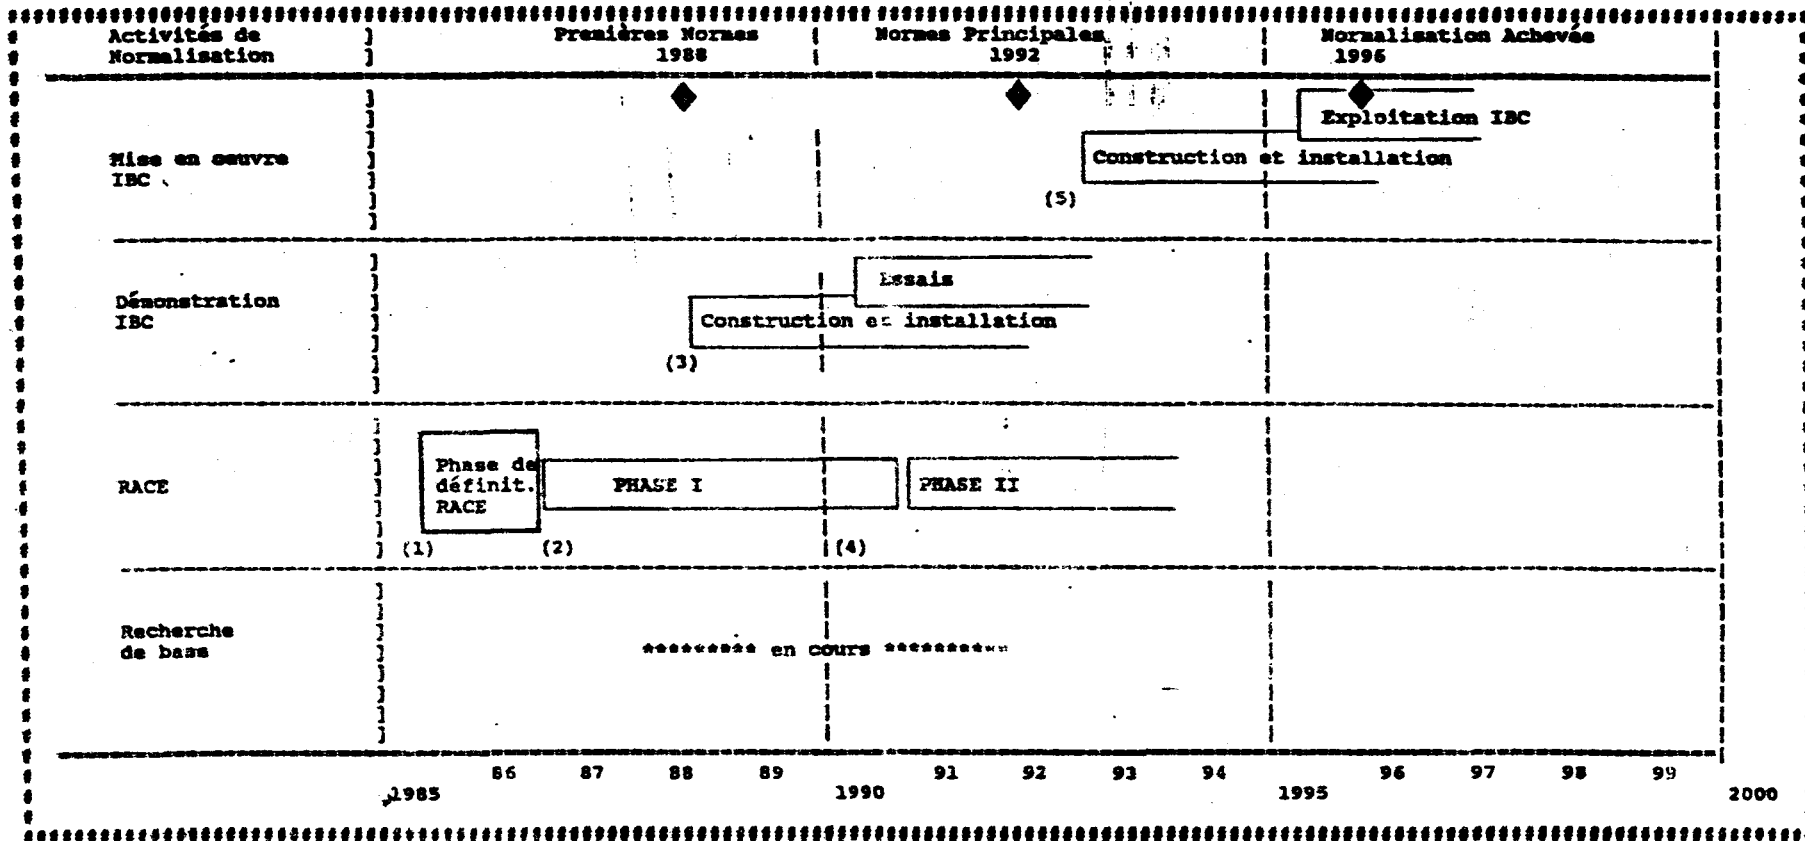 Activités de Premières Normes Normes Principales Normalisation Achevée
Normalisation 1988 1992 1996
Exploitation IBC
Mise en oeuvre Construction et installation
IBC
(5)
Essais
Démonstration
IBC Construction et installation
(3)
Phase de
RACE définit. PHASE I PHASE II
RACE
(1) (2) (4)
Recherche
de base ********* en cours ***********
86 87 88 89 91 92 93 94 96 97 98 99
1985 1990 1995 2000